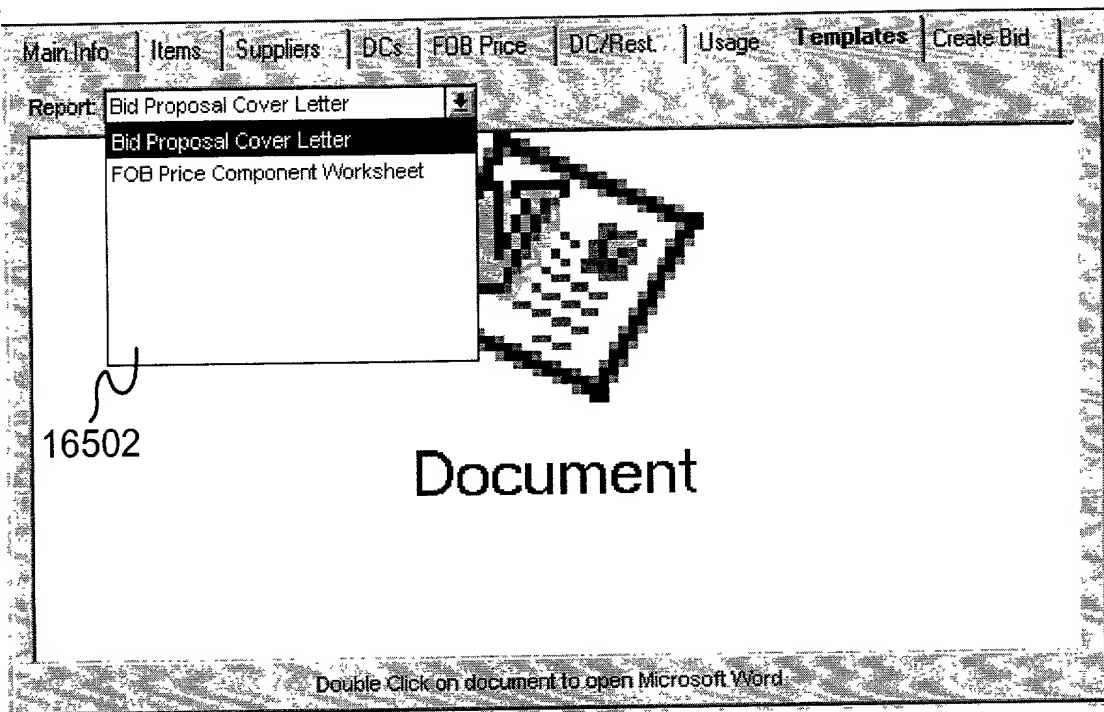 Main Info Items Suppliers DCs FOB Price DC/Rest. Usage Templates Create Bid
Report: Bid Proposal Cover Letter
Bid Proposal Cover Letter
FOB Price Component Worksheet
16502
Document
Double Click on document to open Microsoft Word